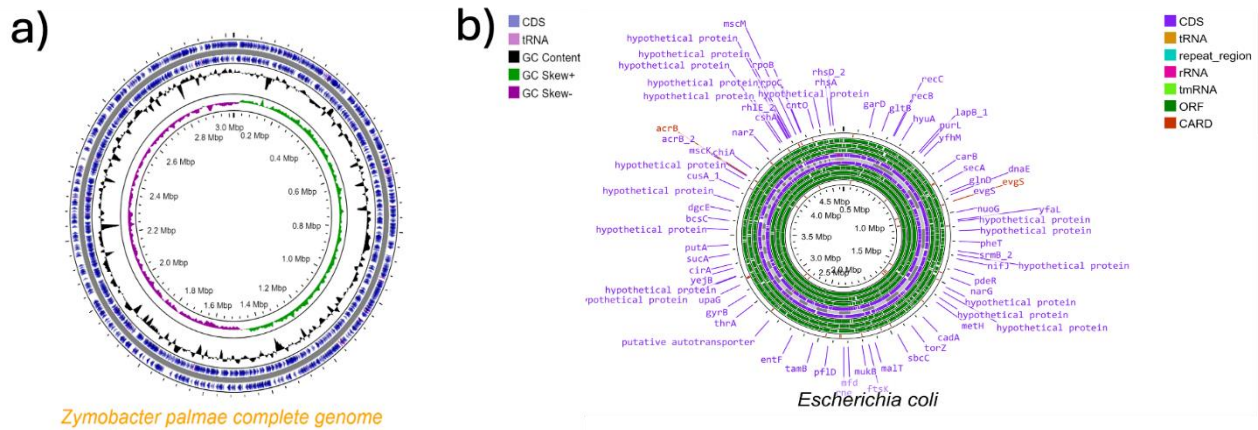 a)
CDS
tRNA
GC Content
GC Skew+
GC Skew-
3.0 Mbp
0.2 Mbp
0.4 Mbp
0.6 Mbp
0.8 Mbp
1.0 Mbp
1.2 Mbp
1.4 Mbp
1.6 Mbp
1.8 Mbp
2.0 Mbp
2.2 Mbp
2.4 Mbp
2.6 Mbp
2.8 Mbp
Zymobacter palmae complete genome
b)
CDS
tRNA
repeat_region
rRNA
tmRNA
ORF
CARD
mscM
hypothetical protein
hypothetical protein
rpoB
hypothetical protein
hypothetical protein
rpoC
hypothetical protein
hypothetical protein
rhlE_2
cntO
cshA
rhsD_2
rhsA
narZ
acrB
acrB_2
mscK
chiA
hypothetical protein
cusA_1
hypothetical protein
dgcE
bcsC
hypothetical protein
putA
sucA
cirA
yejB
hypothetical protein
upaG
gyrB
thrA
putative autotransporter
entF
tamB
pflD
mfd
mukB
ftsK
malT
sbcC
torZ
cadA
hypothetical protein
metH
hypothetical protein
narG
pdeR
nifJ
hypothetical protein
srmB_2
pheT
hypothetical protein
hypothetical protein
nuoG
yfaL
evgS
evgS
glnD
dnaE
secA
carB
yfhM
purL
lapB_1
hyuA
gltB
recB
recC
garD
4.5 Mbp
0.5 Mbp
1.0 Mbp
1.5 Mbp
2.0 Mbp
2.5 Mbp
3.0 Mbp
3.5 Mbp
4.0 Mbp
Escherichia coli